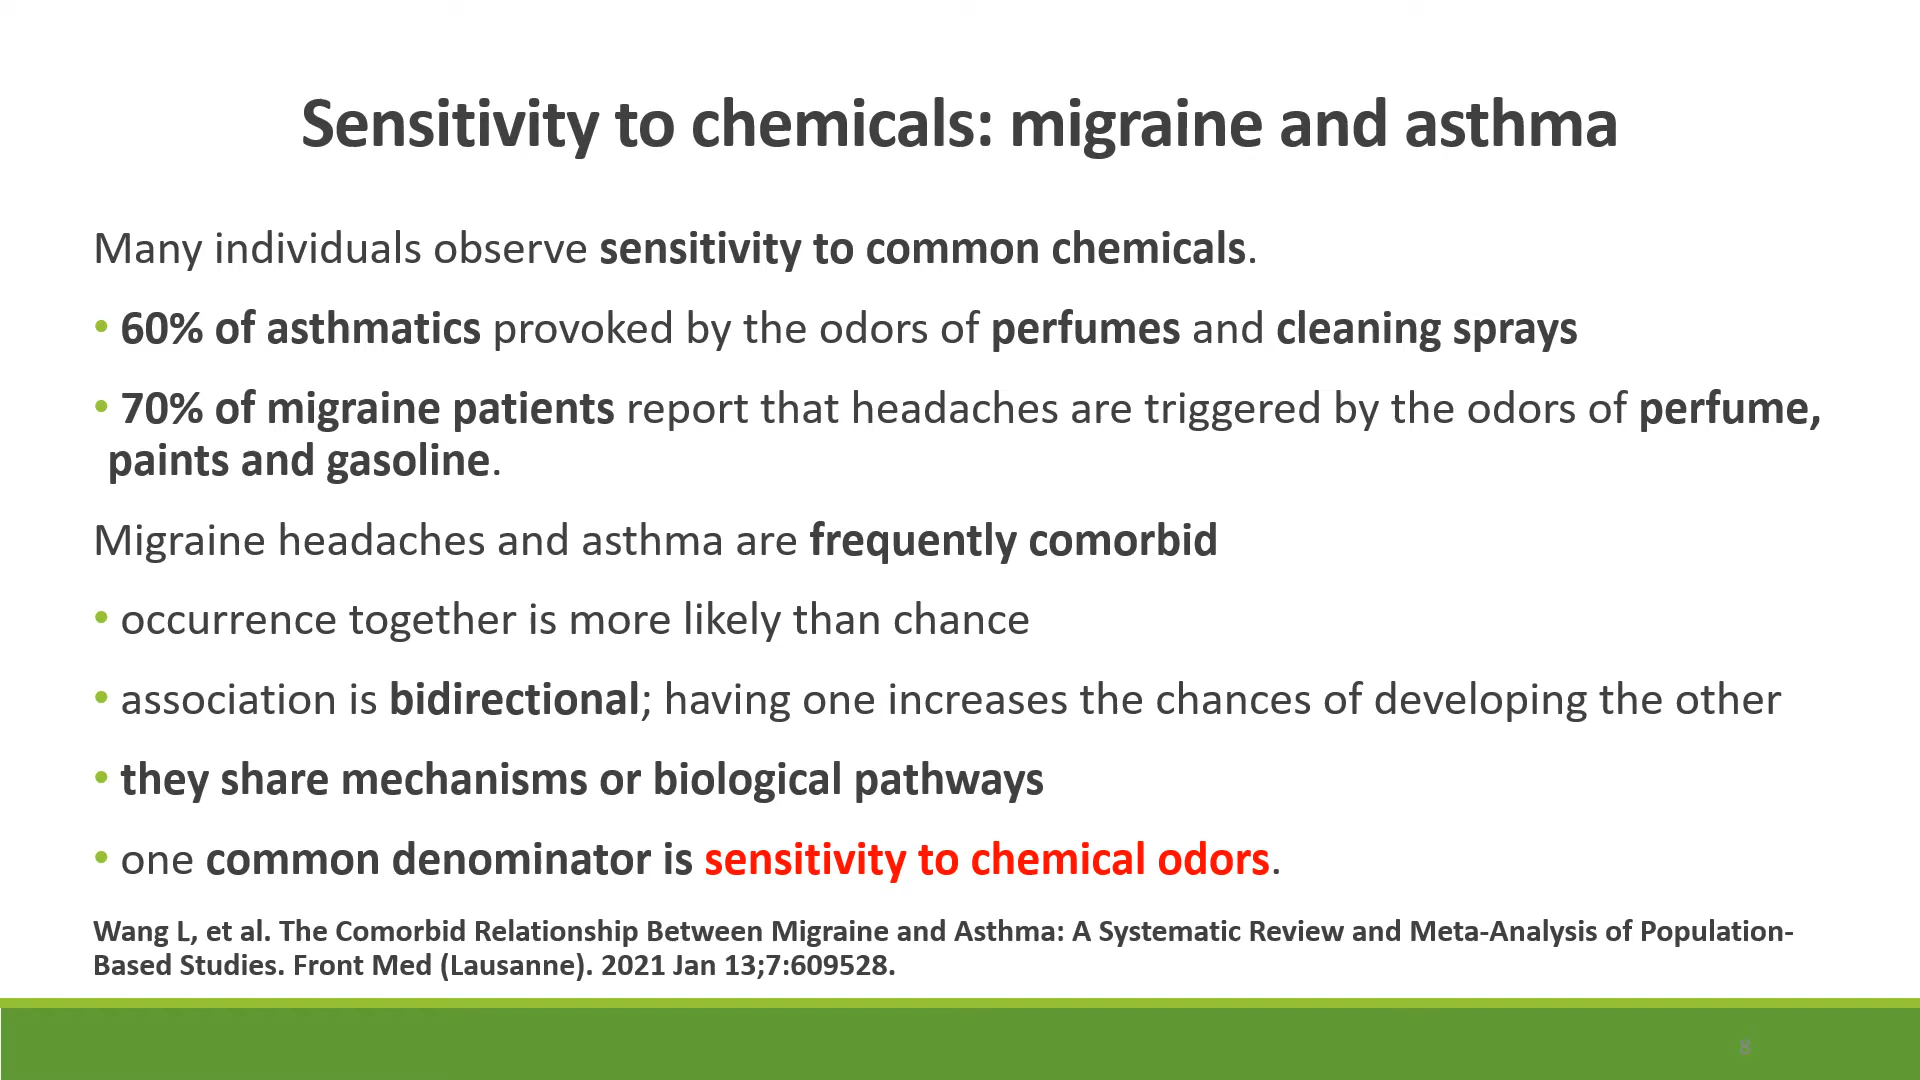 Sensitivity to chemicals: migraine and asthma
Many individuals observe sensitivity to common chemicals.
• 60% of asthmatics provoked by the odors of perfumes and cleaning sprays
• 70% of migraine patients report that headaches are triggered by the odors of perfume,
paints and gasoline.
Migraine headaches and asthma are frequently comorbid
• occurrence together is more likely than chance
• association is bidirectional; having one increases the chances of developing the other
• they share mechanisms or biological pathways
• one common denominator is sensitivity to chemical odors.
Wang L, et al. The Comorbid Relationship Between Migraine and Asthma: A Systematic Review and Meta-Analysis of Population-
Based Studies. Front Med (Lausanne). 2021 Jan 13;7:609528.
8